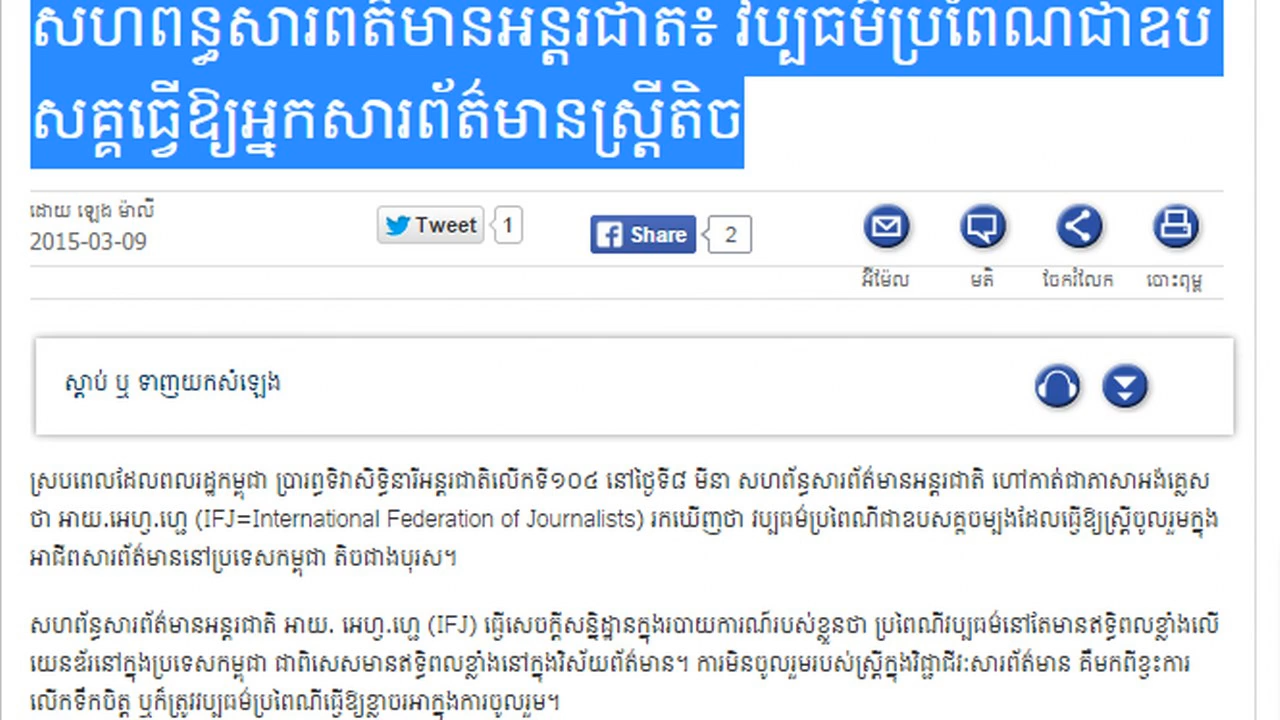 សហព័ន្ធសារព័ត៌មានអន្តរជាតិ៖ វប្បធម៌ប្រពៃណីជាឧប
សគ្គធ្វើឱ្យអ្នកសារព័ត៌មានស្ត្រីតិច
ដោយ ឡេង ម៉ាលី
2015-03-09
Tweet 1
Share 2
អ៊ីម៉ែល មតិ ចែករំលែក បោះពុម្ព
ស្ដាប់ ឬ ទាញយកសំឡេង
ស្របពេលដែលពលរដ្ឋកម្ពុជា ប្រារព្ធទិវាសិទ្ធិនារីអន្តរជាតិលើកទី១០៤ នៅថ្ងៃទី៨ មីនា សហព័ន្ធសារព័ត៌មានអន្តរជាតិ ហៅកាត់ជាភាសាអង់គ្លេស
ថា អាយ.អេហ្វ.ហ្សេ (IFJ=International Federation of Journalists) រកឃើញថា វប្បធម៌ប្រពៃណីជាឧបសគ្គចម្បងដែលធ្វើឱ្យស្ត្រីចូលរួមក្នុង
អាជីពសារព័ត៌មាននៅប្រទេសកម្ពុជា តិចជាងបុរស។
សហព័ន្ធសារព័ត៌មានអន្តរជាតិ អាយ. អេហ្វ.ហ្សេ (IFJ) ធ្វើសេចក្ដីសន្និដ្ឋានក្នុងរបាយការណ៍របស់ខ្លួនថា ប្រពៃណីវប្បធម៌នៅតែមានឥទ្ធិពលខ្លាំងលើ
យេនឌ័រនៅក្នុងប្រទេសកម្ពុជា ជាពិសេសមានឥទ្ធិពលខ្លាំងនៅក្នុងវិស័យព័ត៌មាន។ ការមិនចូលរួមរបស់ស្ត្រីក្នុងវិជ្ជាជីវៈសារព័ត៌មាន គឺមកពីខ្វះការ
លើកទឹកចិត្ត ឬក៏ត្រូវវប្បធម៌ប្រពៃណីធ្វើឱ្យខ្លាចរអាក្នុងការចូលរួម។